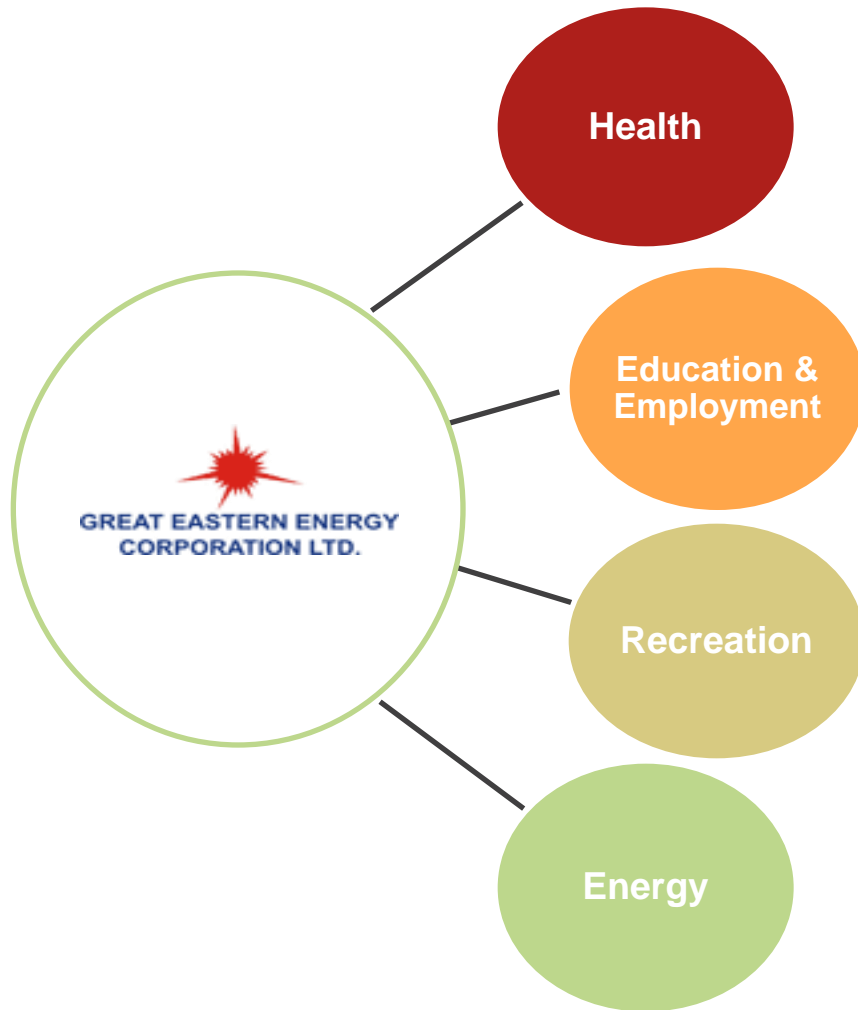 Health
Education &
Employment
GREAT EASTERN ENERGY
CORPORATION LTD.
Recreation
Energy